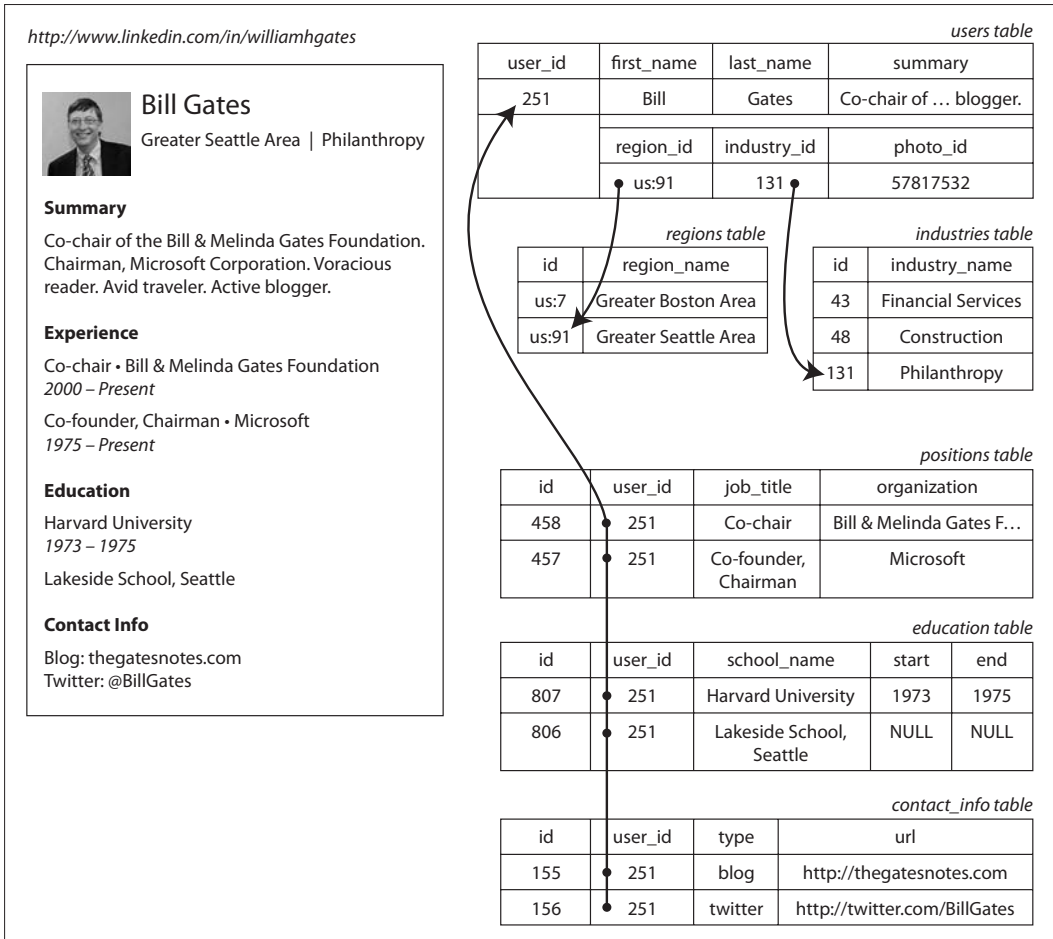 http://www.linkedin.com/in/williamhgates
Bill Gates
Greater Seattle Area | Philanthropy
Summary
Co-chair of the Bill & Melinda Gates Foundation.
Chairman, Microsoft Corporation. Voracious
reader. Avid traveler. Active blogger.
Experience
Co-chair • Bill & Melinda Gates Foundation
2000 – Present
Co-founder, Chairman • Microsoft
1975 – Present
Education
Harvard University
1973 – 1975
Lakeside School, Seattle
Contact Info
Blog: thegatesnotes.com
Twitter: @BillGates
users table
user_id first_name last_name summary
251 Bill Gates Co-chair of … blogger.
region_id industry_id photo_id
us:91 131 57817532
regions table
id region_name
us:7 Greater Boston Area
us:91 Greater Seattle Area
industries table
id industry_name
43 Financial Services
48 Construction
131 Philanthropy
positions table
id user_id job_title organization
458 251 Co-chair Bill & Melinda Gates F…
457 251 Co-founder, Microsoft
Chairman
education table
id user_id school_name start end
807 251 Harvard University 1973 1975
806 251 Lakeside School, NULL NULL
Seattle
contact_info table
id user_id type url
155 251 blog http://thegatesnotes.com
156 251 twitter http://twitter.com/BillGates